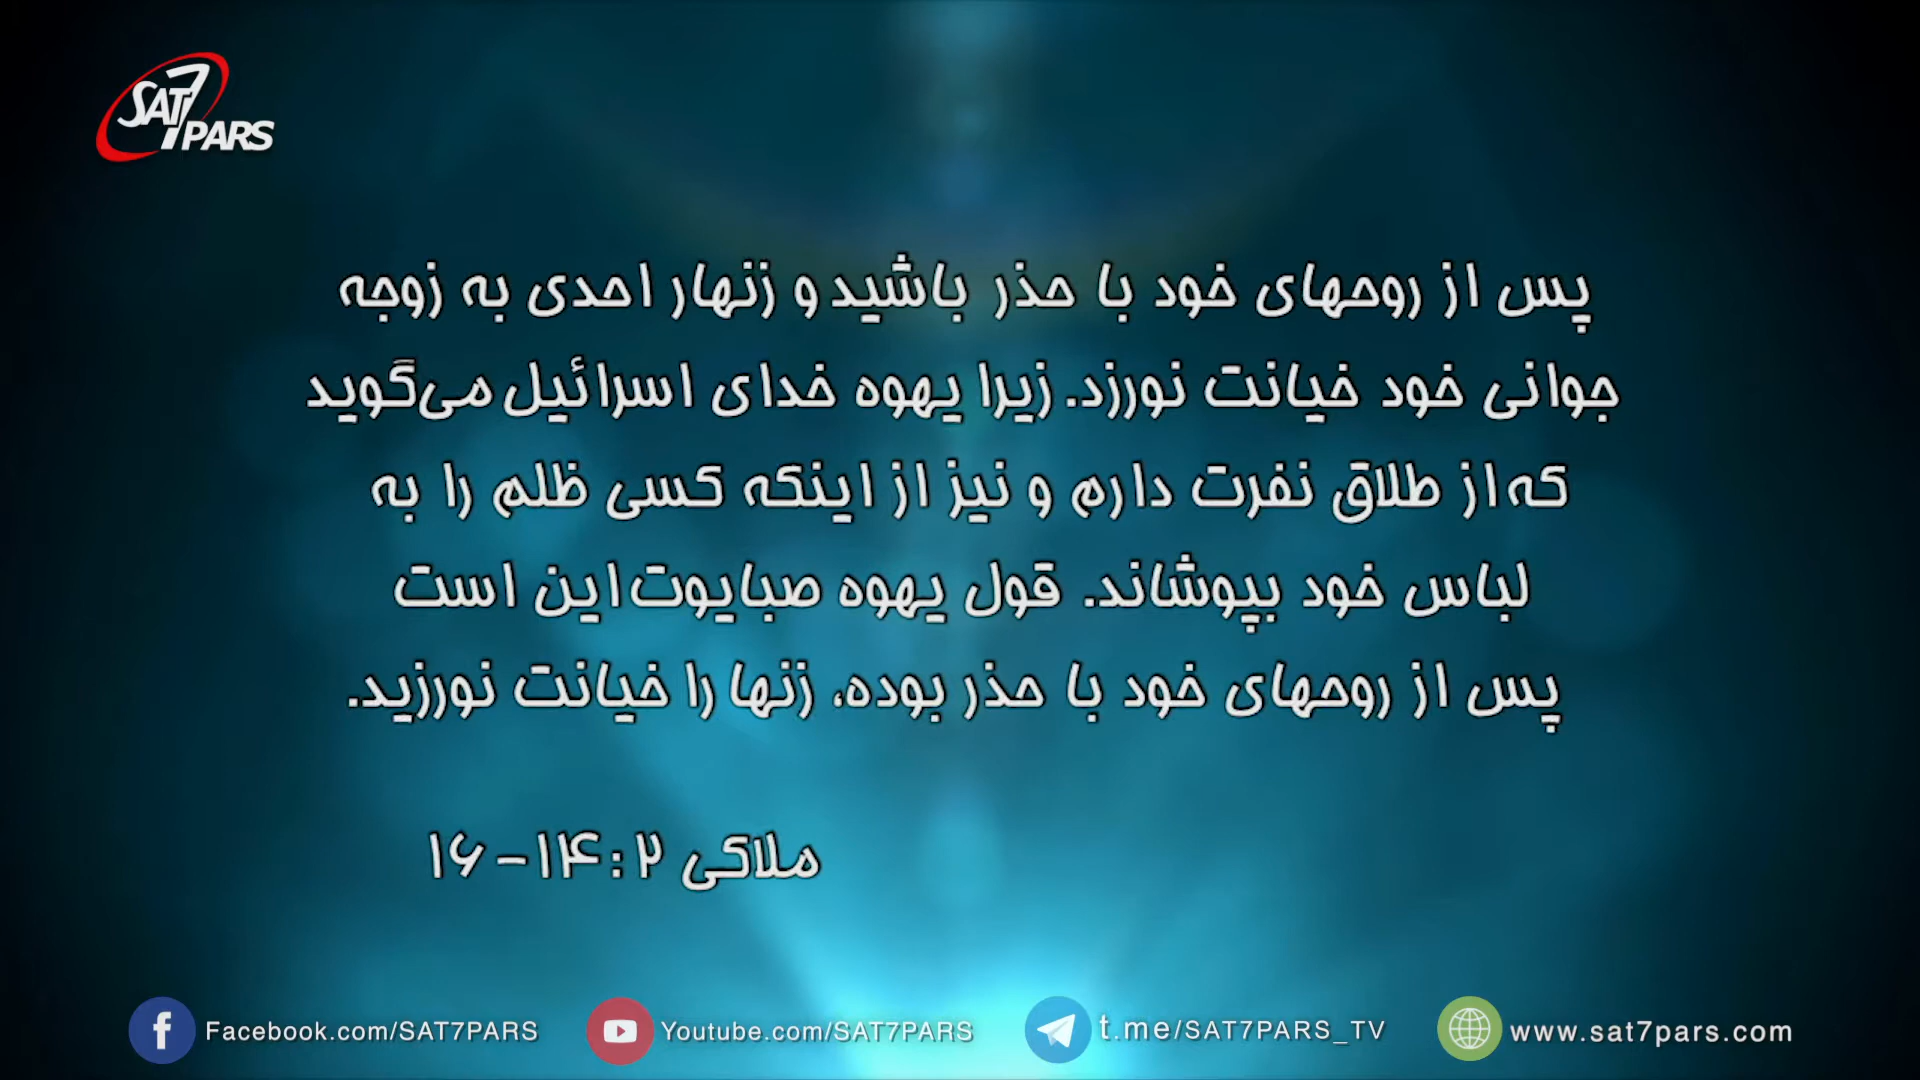 SAT7 PARS
پس از روحهای خود با حذر باشید و زنهار احدی به زوجه
جوانی خود خیانت نورزد. زیرا یهوه خدای اسرائیل می‌گوید
که از طلاق نفرت دارم و نیز از اینکه کسی ظلم را به
لباس خود بپوشاند. قول یهوه صبایوت این است
پس از روحهای خود با حذر بوده، زنها را خیانت نورزید.
ملاکی ۲:۱۴-۱۶
Facebook.com/SAT7PARS
Youtube.com/SAT7PARS
t.me/SAT7PARS_TV
www.sat7pars.com